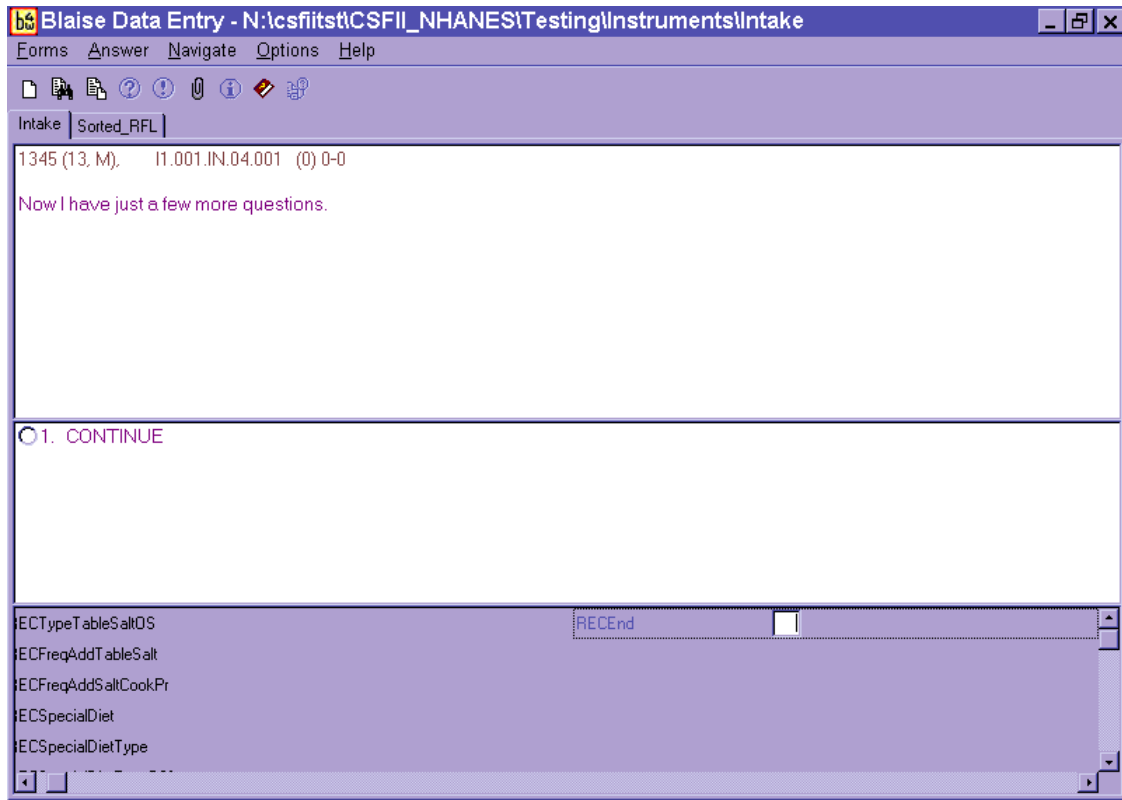 Blaise Data Entry - N:\csfiitst\CSFII_NHANES\Testing\Instruments\Intake
Forms Answer Navigate Options Help
Intake Sorted_RFL
1345 (13, M), I1.001.IN.04.001 (0) 0-0
Now I have just a few more questions.
1. CONTINUE
ECTypeTableSaltOS RECEnd
ECFreqAddTableSalt
ECFreqAddSaltCookPr
ECSpecialDiet
ECSpecialDietType